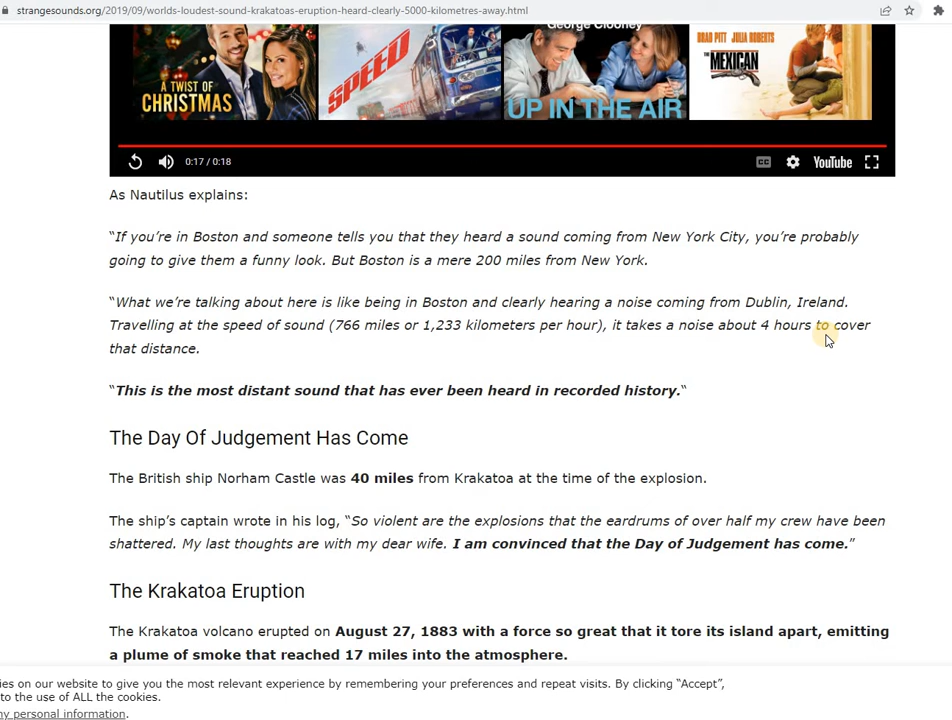 strangesounds.org/2019/09/worlds-loudest-sound-krakatoas-eruption-heard-clearly-5000-kilometres-away.html
George Clooney
BRAD PITT JULIA ROBERTS
THE MEXICAN
A TWIST OF CHRISTMAS
SPEED
UP IN THE AIR
0:17 / 0:18
CC
YouTube
As Nautilus explains:
“If you’re in Boston and someone tells you that they heard a sound coming from New York City, you’re probably
going to give them a funny look. But Boston is a mere 200 miles from New York.
“What we’re talking about here is like being in Boston and clearly hearing a noise coming from Dublin, Ireland.
Travelling at the speed of sound (766 miles or 1,233 kilometers per hour), it takes a noise about 4 hours to cover
that distance.
“This is the most distant sound that has ever been heard in recorded history.“
The Day Of Judgement Has Come
The British ship Norham Castle was 40 miles from Krakatoa at the time of the explosion.
The ship’s captain wrote in his log, “So violent are the explosions that the eardrums of over half my crew have been
shattered. My last thoughts are with my dear wife. I am convinced that the Day of Judgement has come.”
The Krakatoa Eruption
The Krakatoa volcano erupted on August 27, 1883 with a force so great that it tore its island apart, emitting
a plume of smoke that reached 17 miles into the atmosphere.
ies on our website to give you the most relevant experience by remembering your preferences and repeat visits. By clicking “Accept”,
to the use of ALL the cookies.
ny personal information.